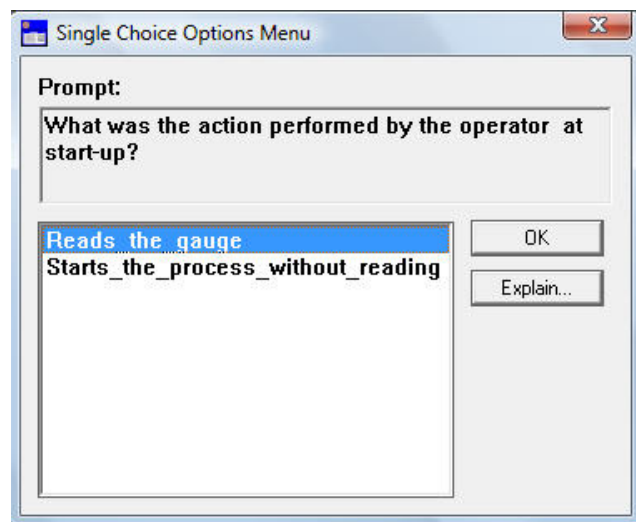 Single Choice Options Menu
Prompt:
What was the action performed by the operator at
start-up?
Reads_the_gauge
Starts_the_process_without_reading
OK
Explain...